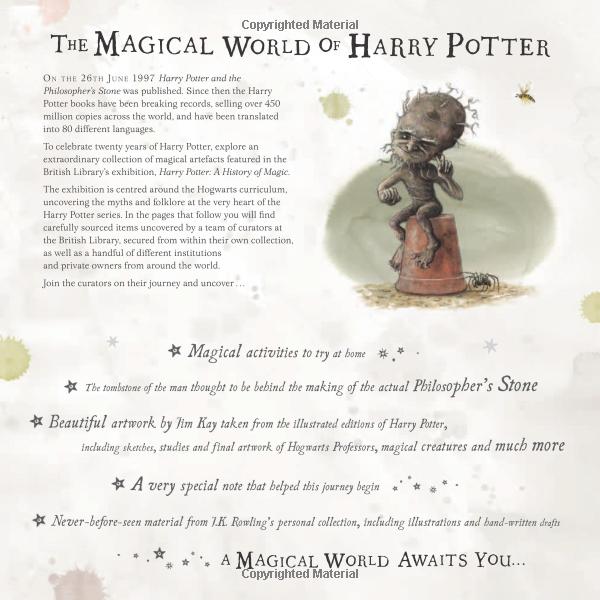 Copyrighted Material
The Magical World of Harry Potter
On the 26th June 1997 Harry Potter and the
Philosopher's Stone was published. Since then the Harry
Potter books have been breaking records, selling over 450
million copies across the world, and have been translated
into 80 different languages.
To celebrate twenty years of Harry Potter, explore an
extraordinary collection of magical artefacts featured in the
British Library's exhibition, Harry Potter: A History of Magic.
The exhibition is centred around the Hogwarts curriculum,
uncovering the myths and folklore at the very heart of the
Harry Potter series. In the pages that follow you will find
carefully sourced items uncovered by a team of curators at
the British Library, secured from within their own collection,
as well as a handful of different institutions
and private owners from around the world.
Join the curators on their journey and uncover...
Magical activities to try at home
The tombstone of the man thought to be behind the making of the actual Philosopher's Stone
Beautiful artwork by Jim Kay taken from the illustrated editions of Harry Potter,
including sketches, studies and final artwork of Hogwarts Professors, magical creatures and much more
A very special note that helped this journey begin
Never-before-seen material from J.K. Rowling's personal collection, including illustrations and hand-written drafts
a Magical World Awaits You...
Copyrighted Material